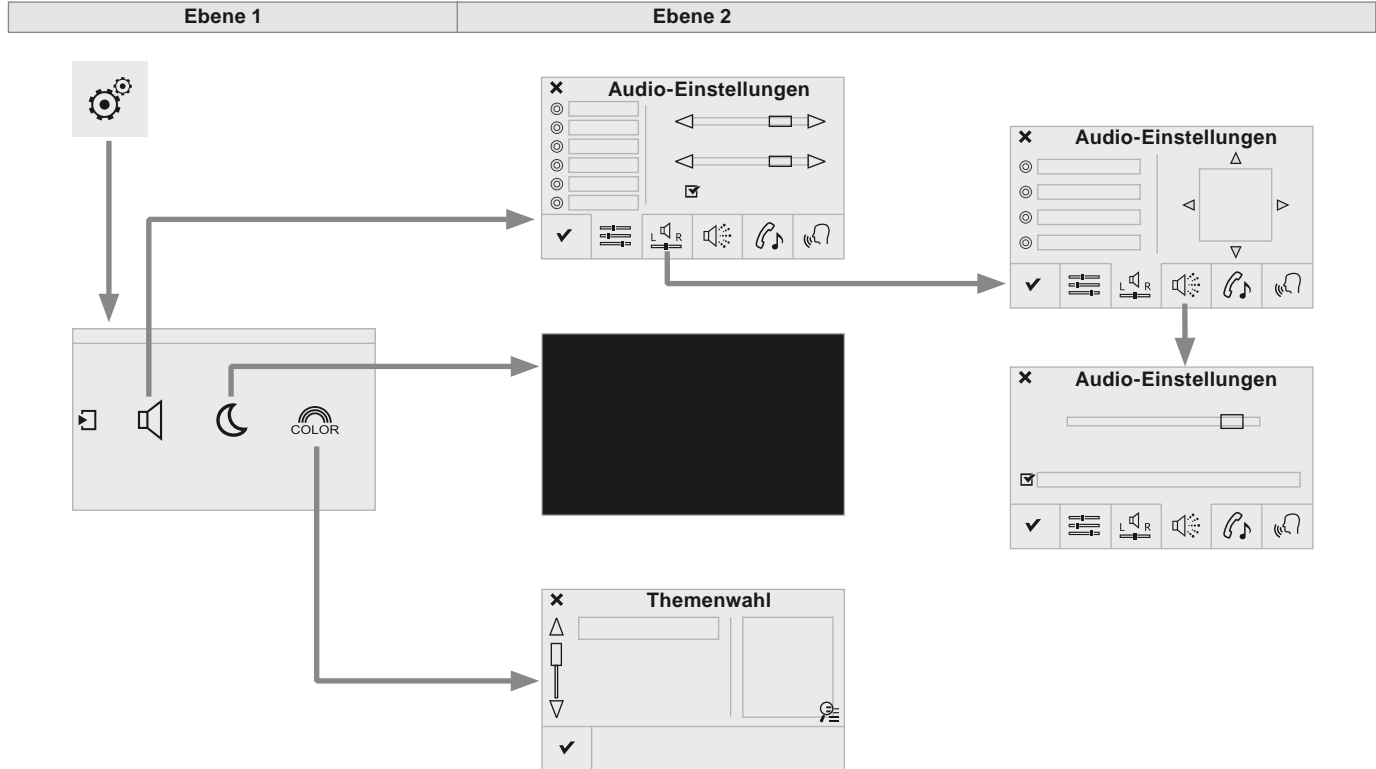 Ebene 1
Ebene 2
Audio-Einstellungen
L R
Audio-Einstellungen
L R
COLOR
Audio-Einstellungen
L R
Themenwahl